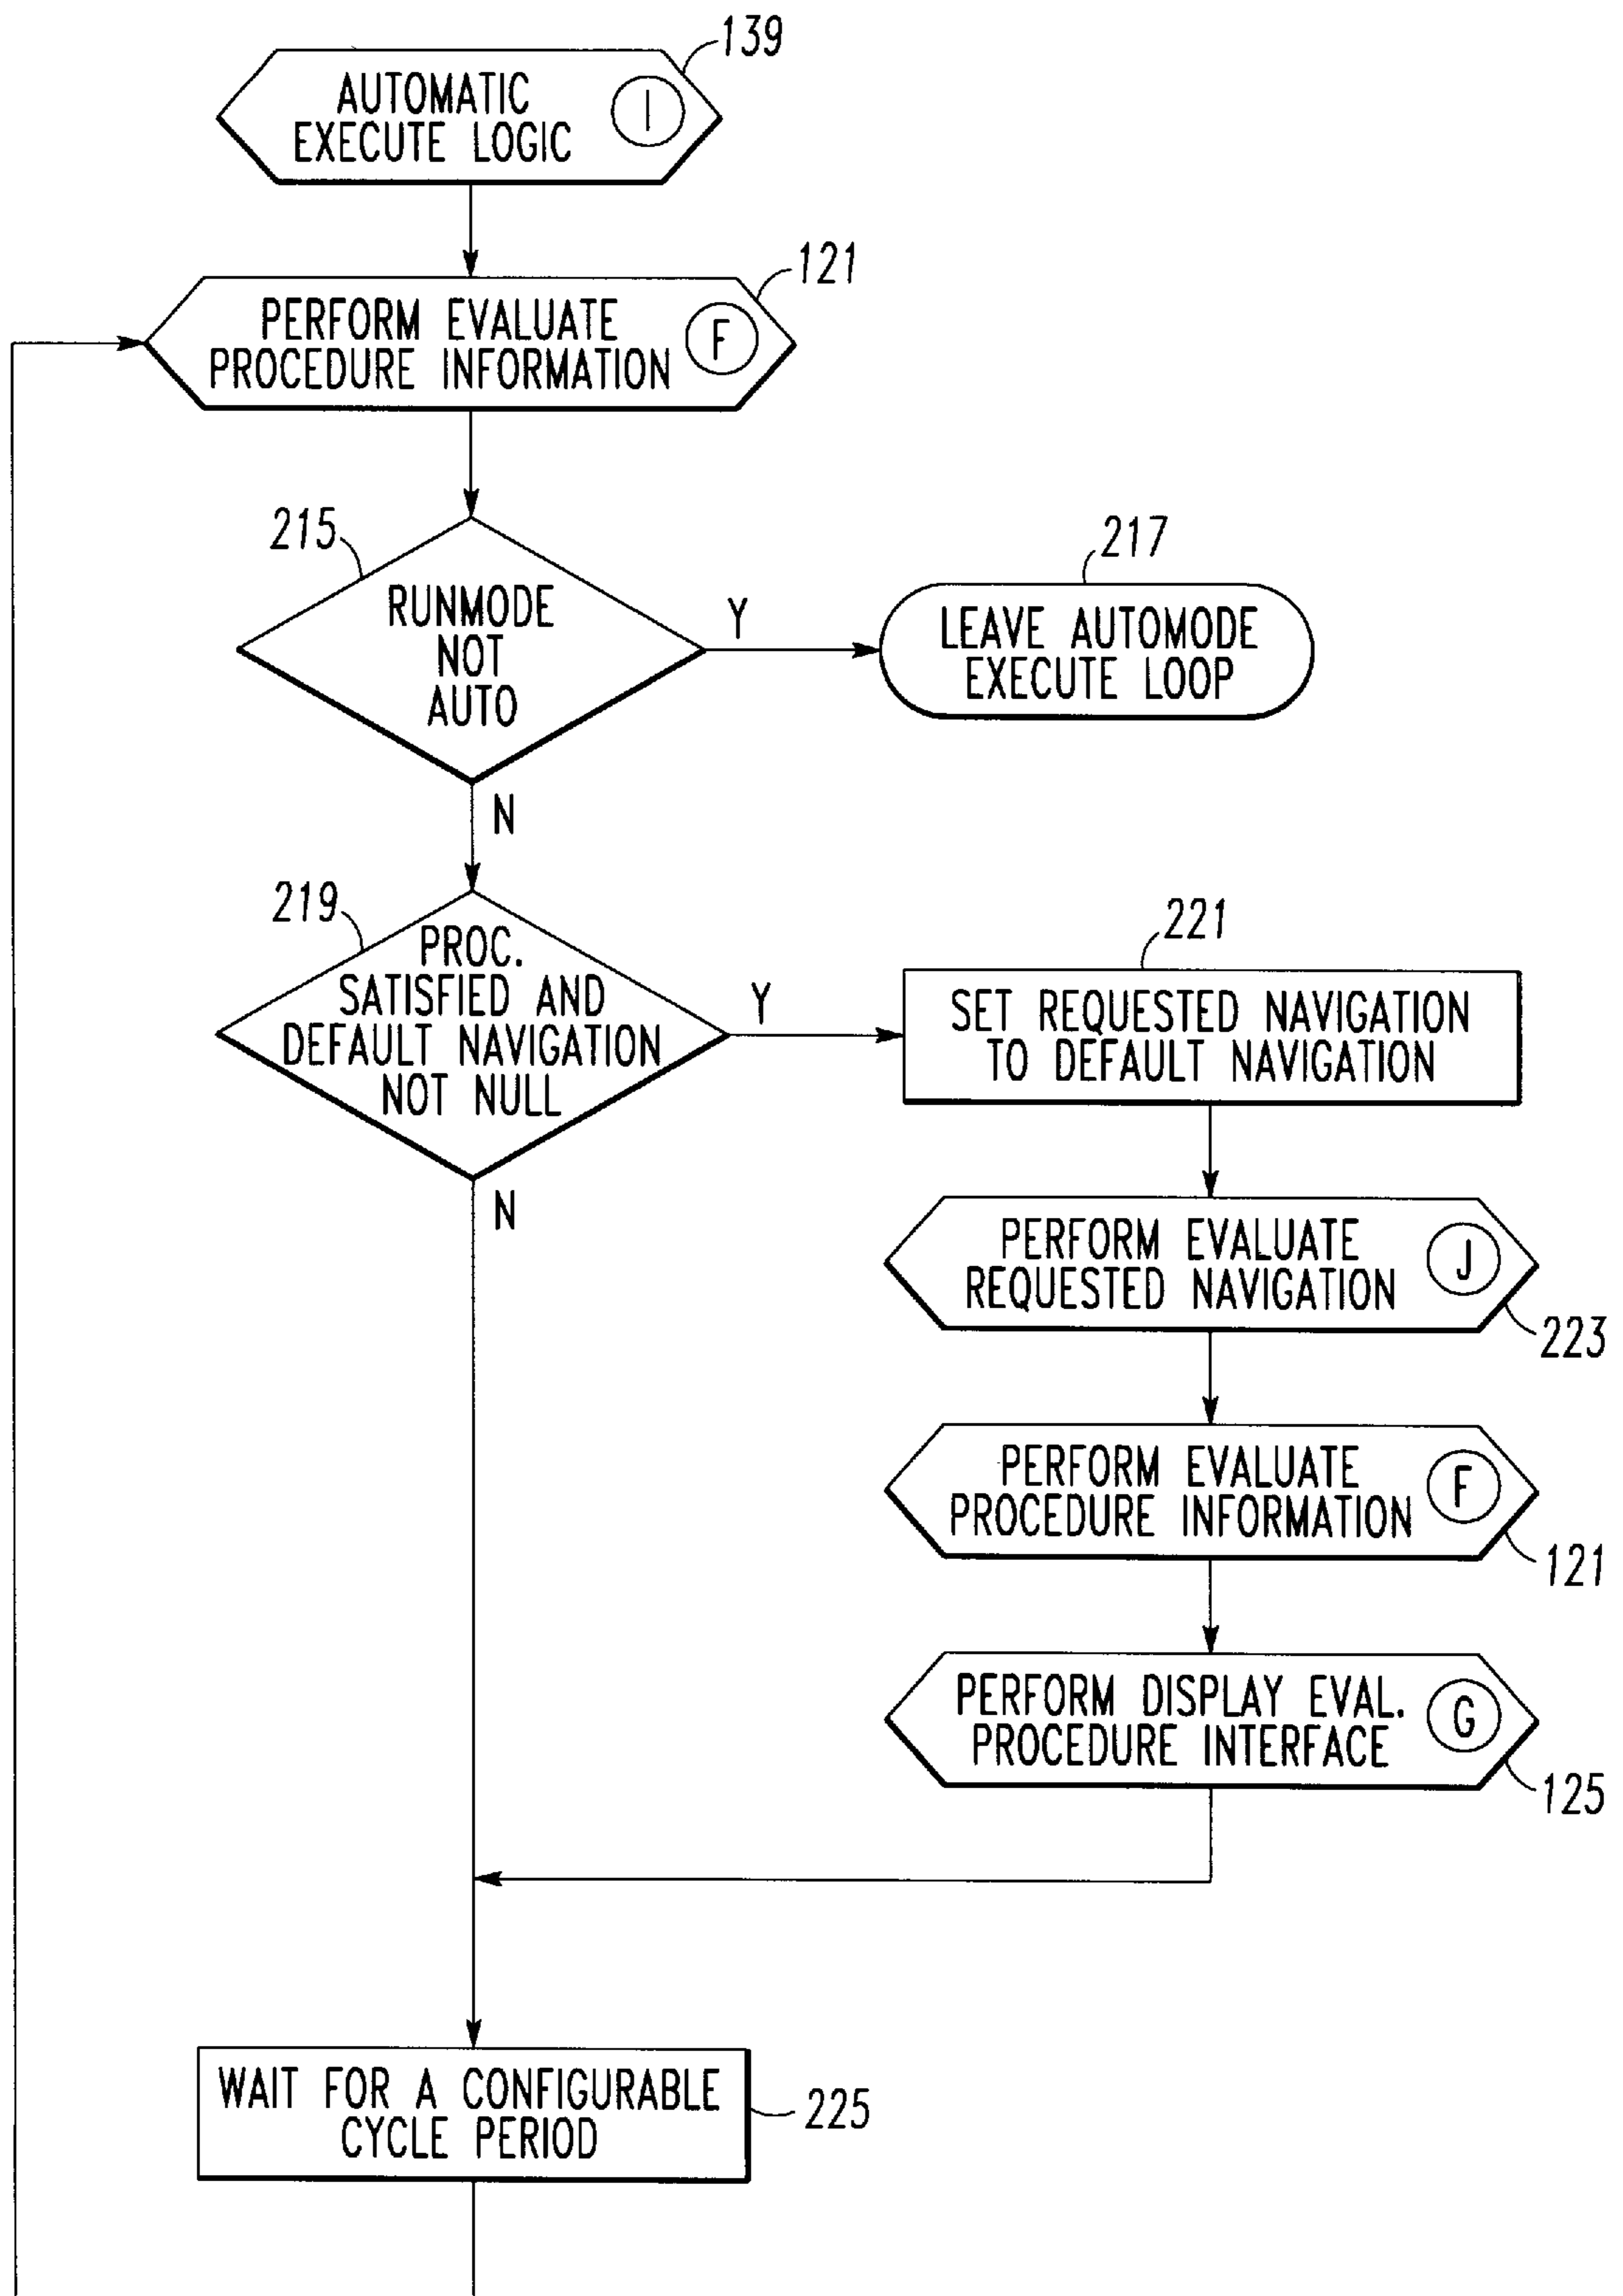 139
AUTOMATIC
EXECUTE LOGIC
I
121
PERFORM EVALUATE
PROCEDURE INFORMATION
F
215
RUNMODE
NOT
AUTO
Y
217
LEAVE AUTOMODE
EXECUTE LOOP
N
219
PROC.
SATISFIED AND
DEFAULT NAVIGATION
NOT NULL
Y
221
SET REQUESTED NAVIGATION
TO DEFAULT NAVIGATION
N
PERFORM EVALUATE
REQUESTED NAVIGATION
J
223
PERFORM EVALUATE
PROCEDURE INFORMATION
F
121
PERFORM DISPLAY EVAL.
PROCEDURE INTERFACE
G
125
WAIT FOR A CONFIGURABLE
CYCLE PERIOD
225